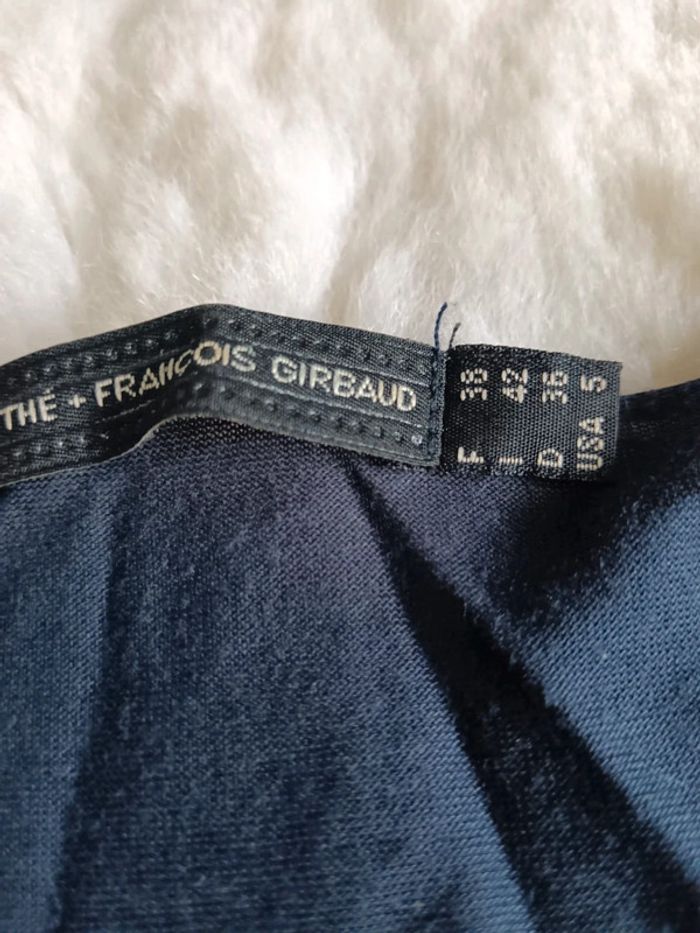 THÉ + FRANÇOIS GIRBAUD
F 38
I 42
D 36
USA 5